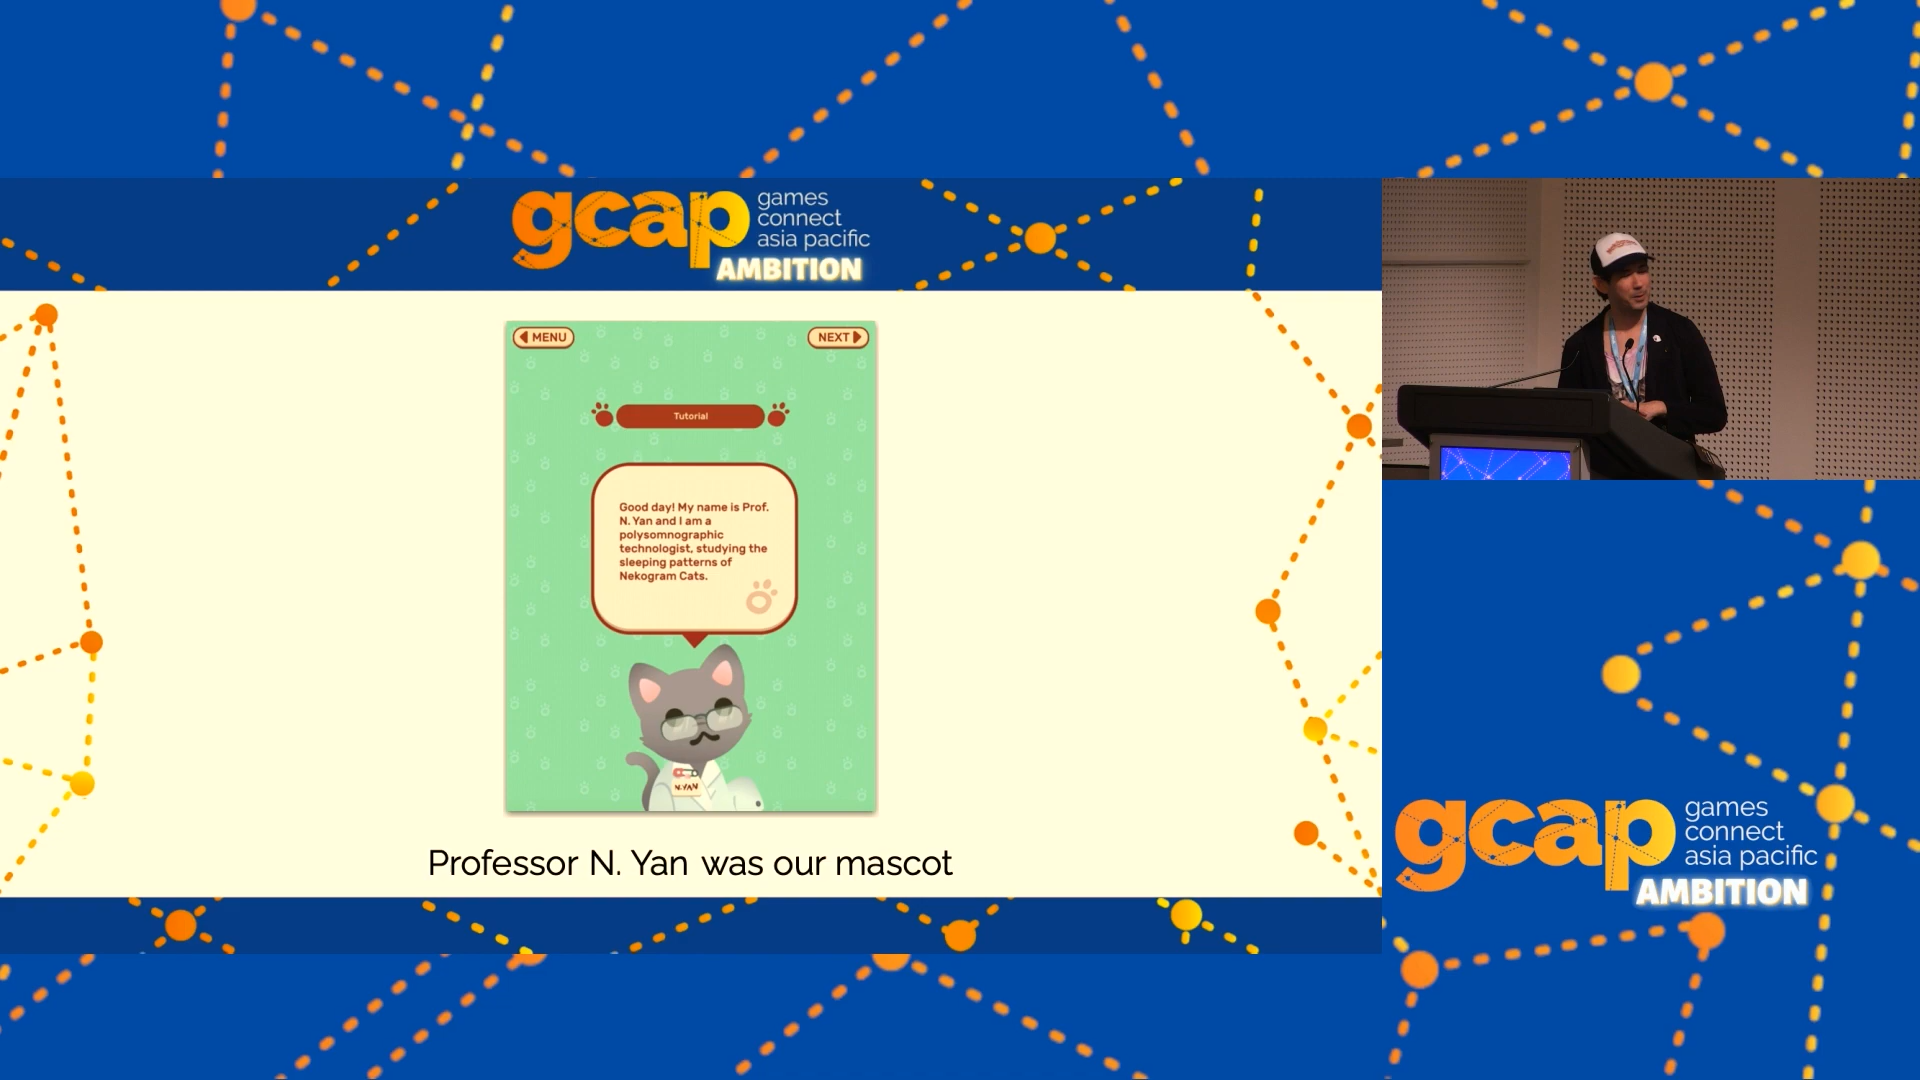 gcap games
connect
asia pacific
AMBITION
MENU
NEXT
Tutorial
Good day! My name is Prof.
N. Yan and I am a
polysomnographic
technologist, studying the
sleeping patterns of
Nekogram Cats.
N.YAN
Professor N. Yan was our mascot
gcap games
connect
asia pacific
AMBITION